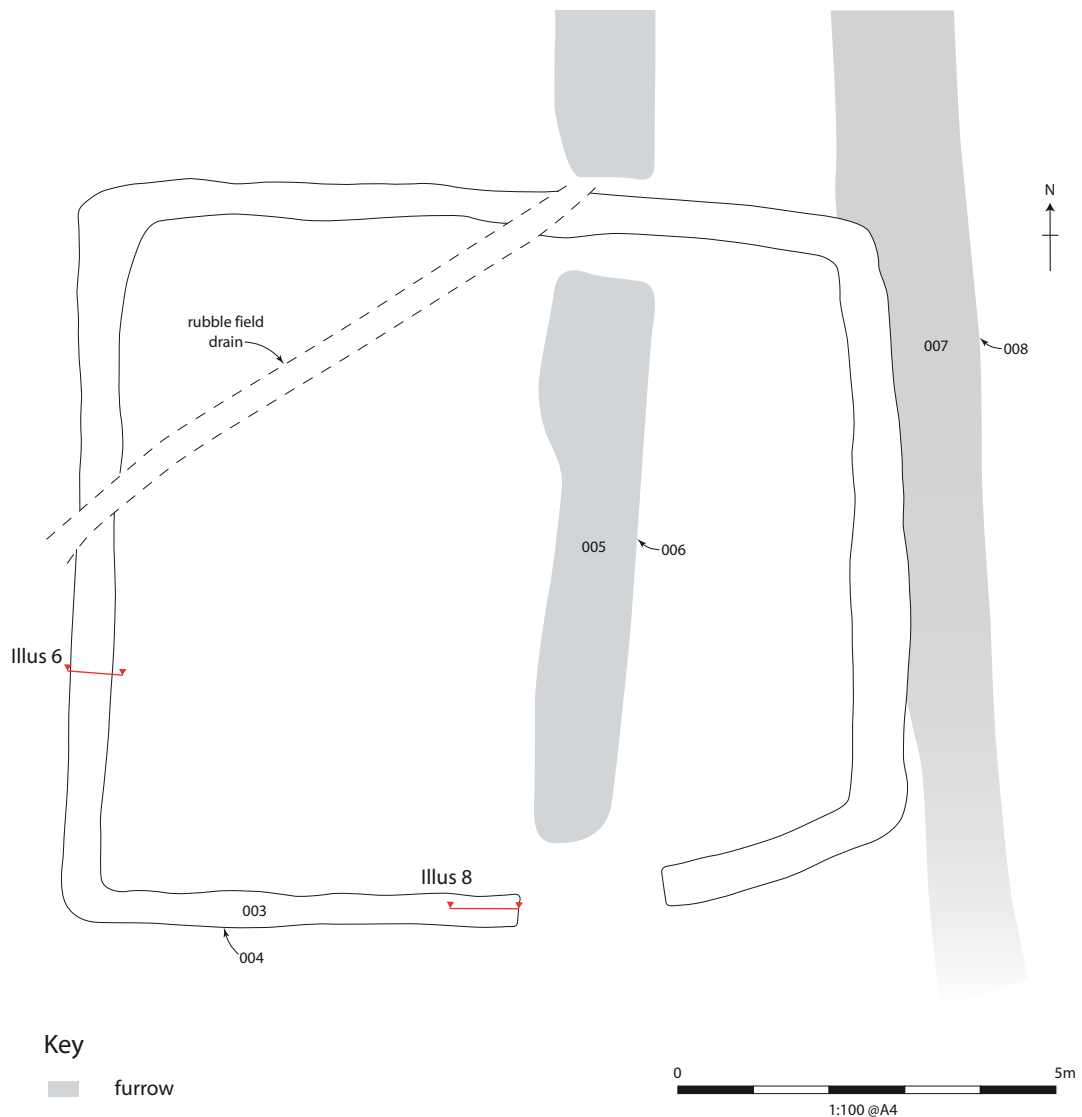 N
rubble field
drain
007
008
005
006
Illus 6
Illus 8
003
004
Key
furrow
0
5m
1:100 @A4